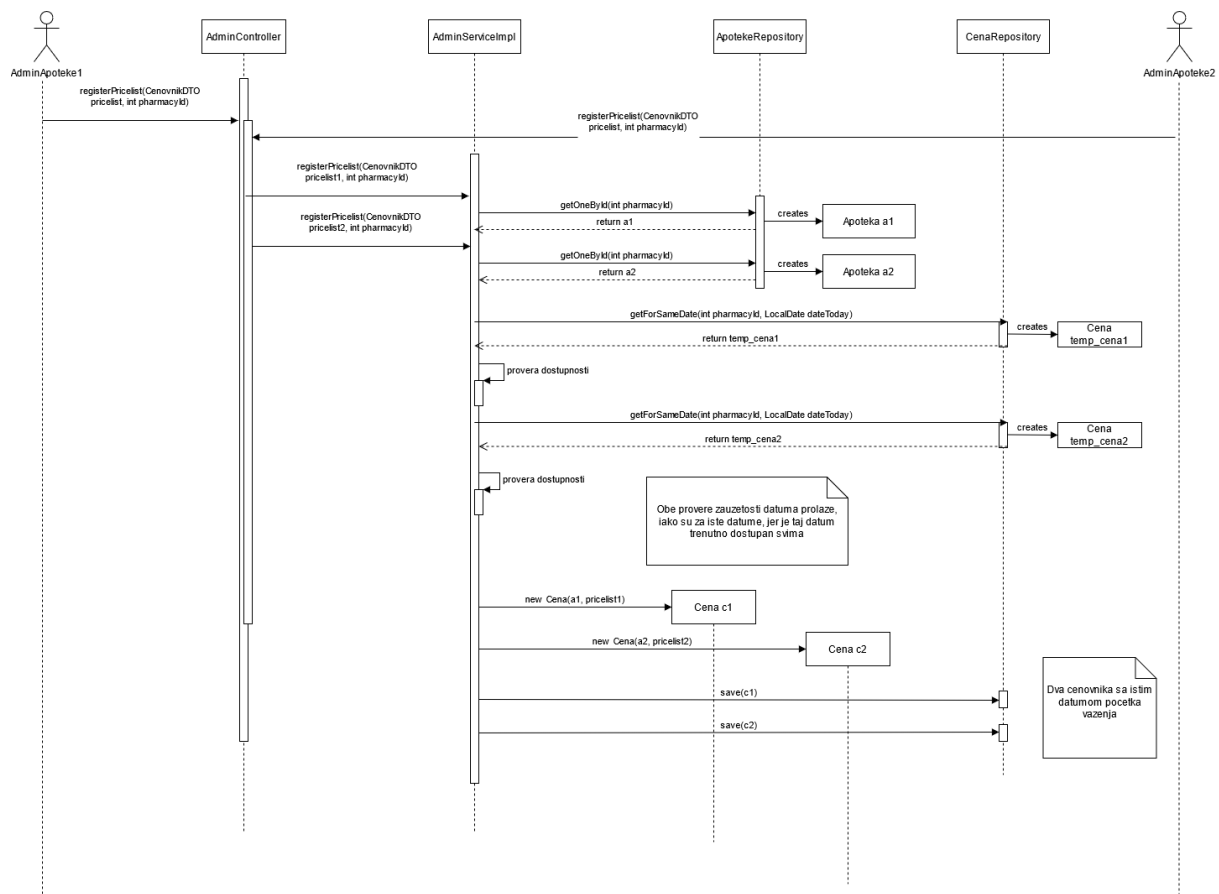 AdminController
AdminServiceImpl
ApotekeRepository
CenaRepository
AdminApoteke1
AdminApoteke2
registerPricelist(CenovnikDTO
pricelist, int pharmacyId)
registerPricelist(CenovnikDTO
pricelist, int pharmacyId)
registerPricelist(CenovnikDTO
pricelist1, int pharmacyId)
getOneById(int pharmacyId)
creates
Apoteka a1
return a1
registerPricelist(CenovnikDTO
pricelist2, int pharmacyId)
getOneById(int pharmacyId)
creates
Apoteka a2
return a2
getForSameDate(int pharmacyId, LocalDate dateToday)
creates
Cena
temp_cena1
return temp_cena1
provera dostupnosti
getForSameDate(int pharmacyId, LocalDate dateToday)
creates
Cena
temp_cena2
return temp_cena2
provera dostupnosti
Obe provere zauzetosti datuma prolaze,
iako su za iste datume, jer je taj datum
trenutno dostupan svima
new Cena(a1, pricelist1)
Cena c1
new Cena(a2, pricelist2)
Cena c2
save(c1)
Dva cenovnika sa istim
datumom pocetka
vazenja
save(c2)